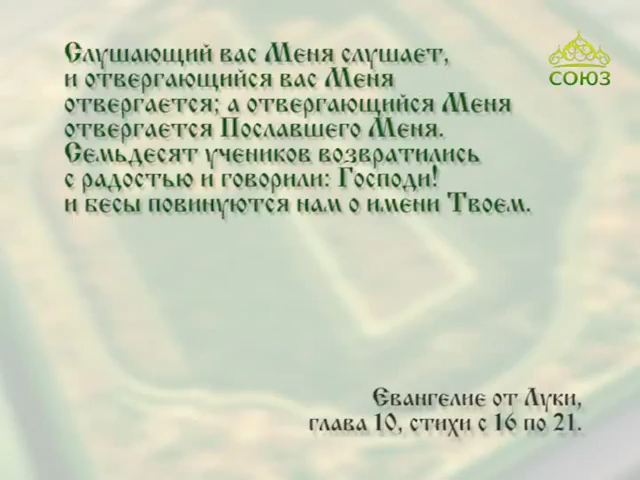 Слушающий вас Меня слушает,
и отвергающийся вас Меня
отвергается; а отвергающийся Меня
отвергается Пославшего Меня.
Семьдесят учеников возвратились
с радостью и говорили: Господи!
и бесы повинуются нам о имени Твоем.
СОЮЗ
Евангелие от Луки,
глава 10, стихи с 16 по 21.